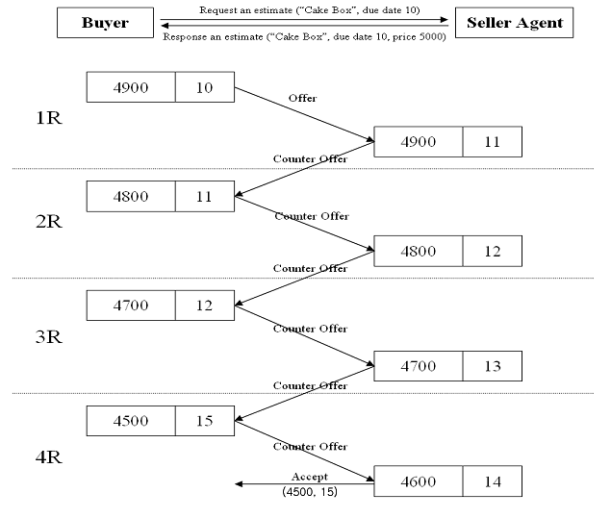 Buyer
Request an estimate ("Cake Box", due date 10)
Response an estimate ("Cake Box", due date 10, price 5000)
Seller Agent
1R
4900 10
Offer
4900 11
Counter Offer
2R
4800 11
Counter Offer
4800 12
Counter Offer
3R
4700 12
Counter Offer
4700 13
Counter Offer
4R
4500 15
Counter Offer
4600 14
Accept
(4500, 15)